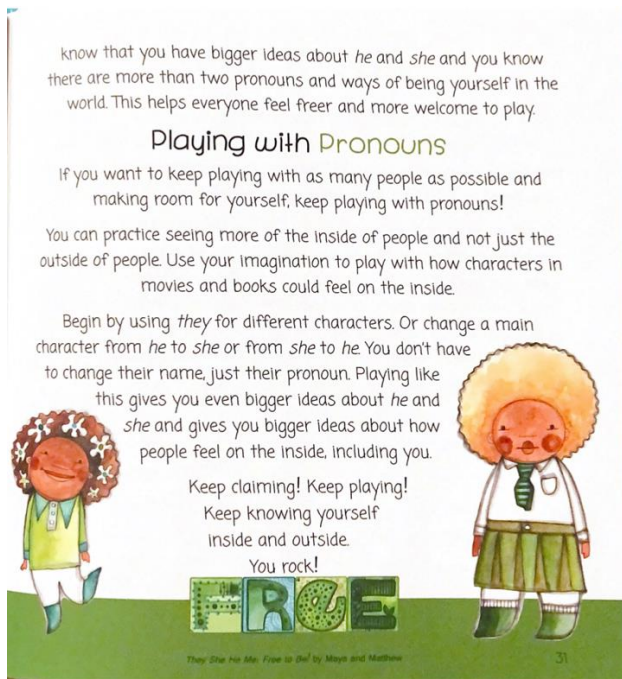 know that you have bigger ideas about he and she and you know
there are more than two pronouns and ways of being yourself in the
world. This helps everyone feel freer and more welcome to play.
Playing with Pronouns
If you want to keep playing with as many people as possible and
making room for yourself, keep playing with pronouns!
You can practice seeing more of the inside of people and not just the
outside of people. Use your imagination to play with how characters in
movies and books could feel on the inside.
Begin by using they for different characters. Or change a main
character from he to she or from she to he. You don't have
to change their name, just their pronoun. Playing like
this gives you even bigger ideas about he and
she and gives you bigger ideas about how
people feel on the inside, including you.
Keep claiming! Keep playing!
Keep knowing yourself
inside and outside.
You rock!
FREE
They She He Me: Free to Be! by Maya and Matthew
31